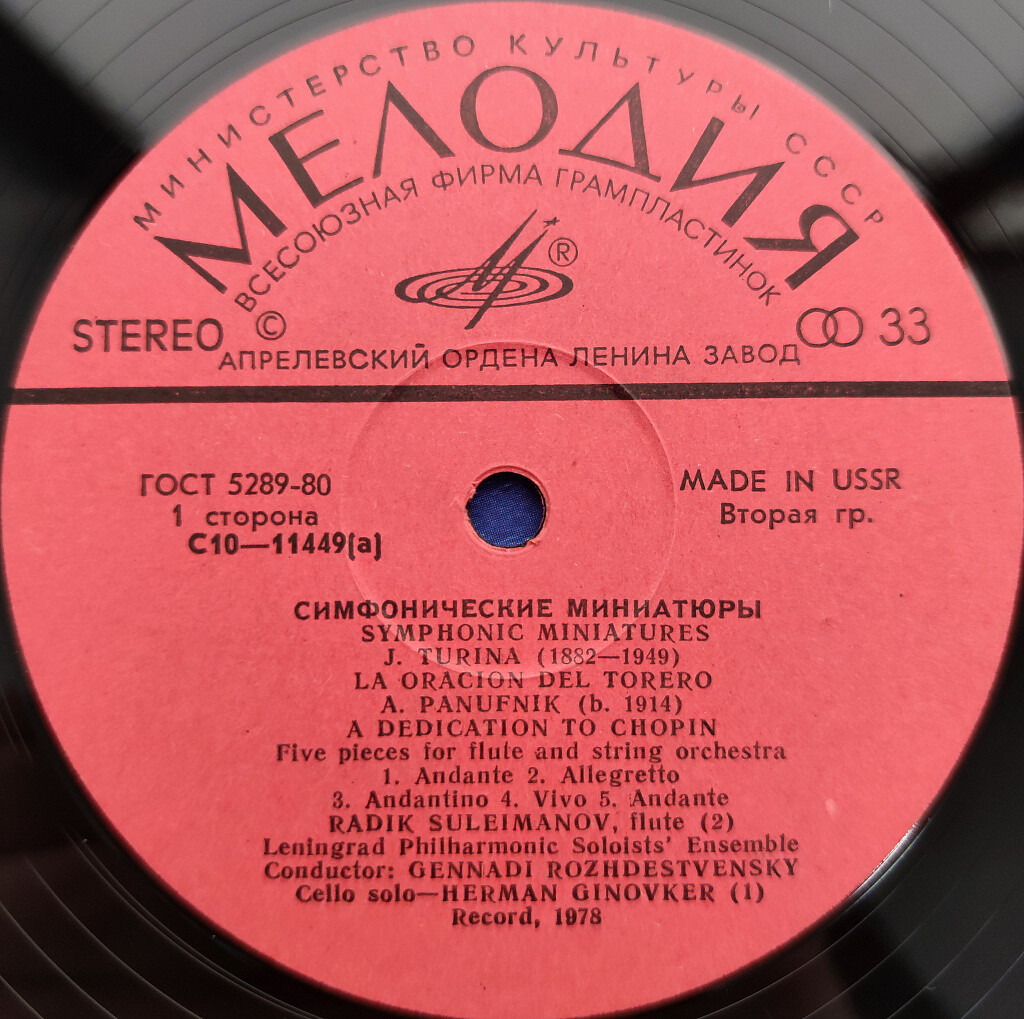 МИНИСТЕРСТВО КУЛЬТУРЫ СССР
МЕЛОДИЯ
ВСЕСОЮЗНАЯ ФИРМА ГРАМПЛАСТИНОК
®
STEREO © 33
АПРЕЛЕВСКИЙ ОРДЕНА ЛЕНИНА ЗАВОД
ГОСТ 5289-80
1 сторона
С10—11449(а)
MADE IN USSR
Вторая гр.
СИМФОНИЧЕСКИЕ МИНИАТЮРЫ
SYMPHONIC MINIATURES
J. TURINA (1882—1949)
LA ORACION DEL TORERO
A. PANUFNIK (b. 1914)
A DEDICATION TO CHOPIN
Five pieces for flute and string orchestra
1. Andante 2. Allegretto
3. Andantino 4. Vivo 5. Andante
RADIK SULEIMANOV, flute (2)
Leningrad Philharmonic Soloists' Ensemble
Conductor: GENNADI ROZHDESTVENSKY
Cello solo—HERMAN GINOVKER (1)
Record, 1978